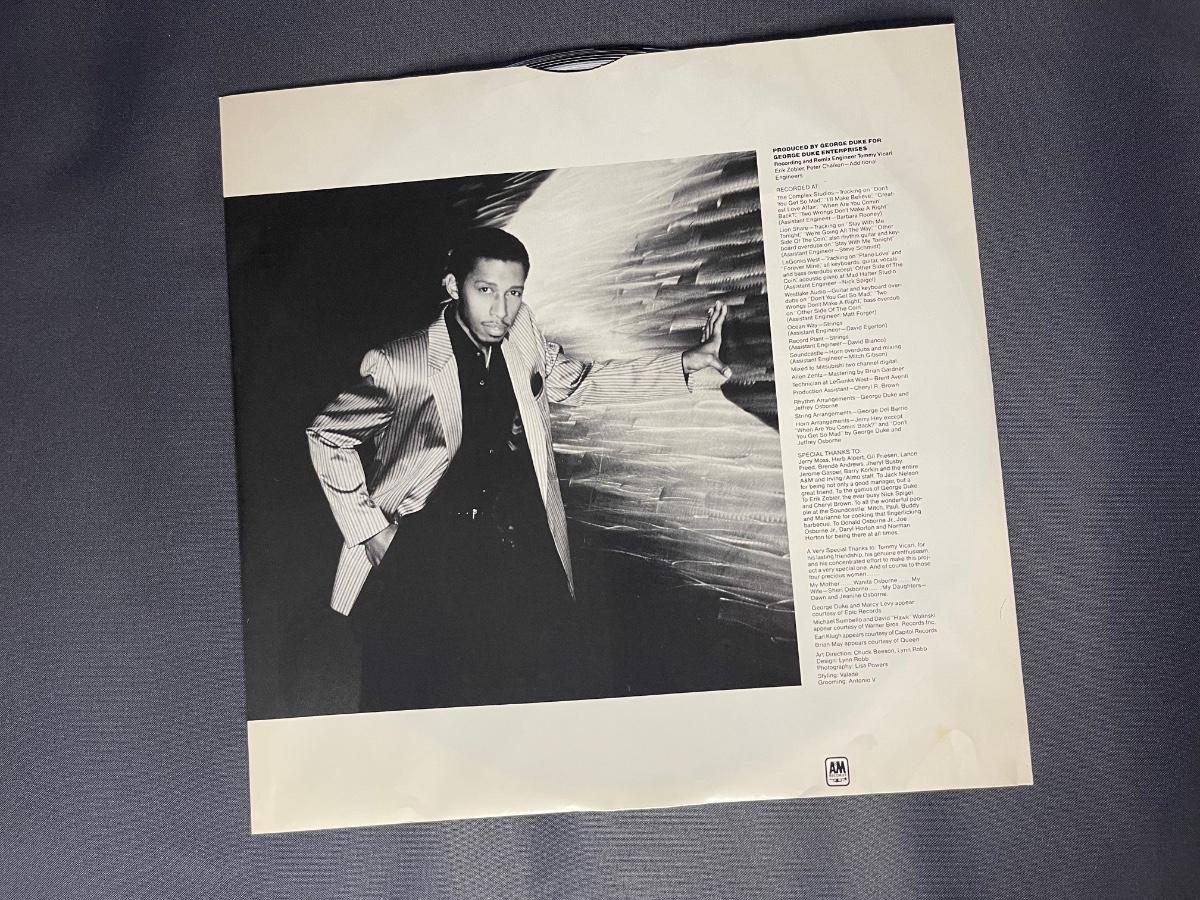 PRODUCED BY GEORGE DUKE FOR
GEORGE DUKE ENTERPRISES
Recording and Remix Engineer Tommy Vicari
Erik Zobler, Peter Chaiken—Additional
Engineers
RECORDED AT:
The Complex Studios—Tracking on "Don't
You Get So Mad," "I'll Make Believe," "Great-
est Love Affair," "When Are You Comin'
Back?," "Two Wrongs Don't Make A Right"
(Assistant Engineer—Barbara Rooney)
Lion Share—Tracking on "Stay With Me
Tonight," "We're Going All The Way," "Other
Side Of The Coin," also rhythm guitar and key-
board overdubs on "Stay With Me Tonight"
(Assistant Engineer—Steve Schmidt)
LeGonks West—Tracking on "Plane Love" and
"Forever Mine," all keyboards, guitar, vocals
and bass overdubs except "Other Side of The
Coin," acoustic piano at Mad Hatter Studio
(Assistant Engineer—Nick Spigel)
Westlake Audio—Guitar and keyboard over-
dubs on "Don't You Get So Mad," "Two
Wrongs Don't Make A Right," bass overdub
on "Other Side Of The Coin"
(Assistant Engineer: Matt Forger)
Ocean Way—Strings
(Assistant Engineer—David Egerton)
Record Plant—Strings
(Assistant Engineer—David Bianco)
Soundcastle—Horn overdubs and mixing
(Assistant Engineer—Mitch Gibson)
Mixed to Mitsubishi two channel digital.
Allen Zentz—Mastering by Brian Gardner
Technician at LeGonks West—Brent Averill
Production Assistant—Cheryl R. Brown
Rhythm Arrangements—George Duke and
Jeffrey Osborne
String Arrangements—George Del Barrio
Horn Arrangements—Jerry Hey except
"When Are You Comin' Back?" and "Don't
You Get So Mad" by George Duke and
Jeffrey Osborne
SPECIAL THANKS TO:
Jerry Moss, Herb Alpert, Gil Friesen, Lance
Freed, Brenda Andrews, Jheryl Busby,
Jerome Gasper, Barry Korkin and the entire
A&M and Irving/Almo staff. To Jack Nelson
for being not only a good manager, but a
great friend. To the genius of George Duke
To Erik Zobler, the ever busy Nick Spigel
and Cheryl Brown. To all the wonderful peo-
ple at the Soundcastle: Mitch, Paul, Buddy
and Marianne for cooking that fingerlicking
barbecue. To Donald Osborne Jr., Joe
Osborne Jr., Daryl Horton and Norman
Horton for being there at all times.
A Very Special Thanks to: Tommy Vicari, for
his lasting friendship, his genuine enthusiasm,
and his concentrated effort to make this proj-
ect a very special one. And of course to those
four precious women........
My Mother ..... Wanita Osborne ....... My
Wife—Sheri Osborne ....... My Daughters—
Dawn and Jeanine Osborne.
George Duke and Marcy Levy appear
courtesy of Epic Records
Michael Sembello and David "Hawk" Wolinski
appear courtesy of Warner Bros. Records Inc.
Earl Klugh appears courtesy of Capitol Records
Brian May appears courtesy of Queen
Art Direction: Chuck Beeson, Lynn Robb
Design: Lynn Robb
Photography: Lisa Powers
Styling: Valadé
Grooming: Antonio V
AM
RECORDS